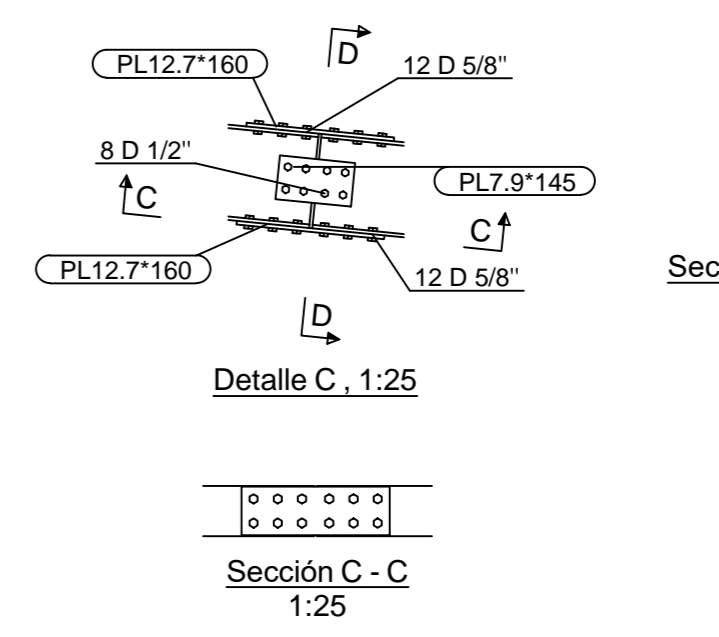 D
PL12.7*160
12 D 5/8"
8 D 1/2"
PL7.9*145
C
C
PL12.7*160
12 D 5/8"
Sec
D
Detalle C , 1:25
Sección C - C
1:25